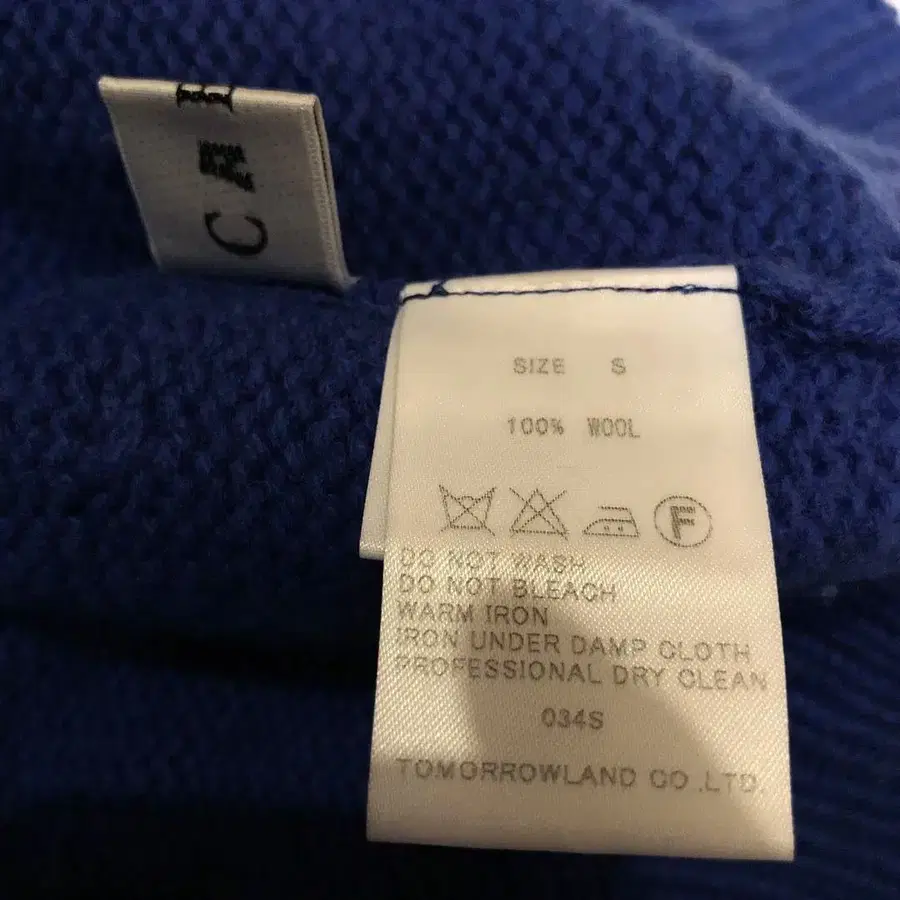 CA
SIZE S
100% WOOL
F
DO NOT WASH
DO NOT BLEACH
WARM IRON
IRON UNDER DAMP CLOTH
PROFESSIONAL DRY CLEAN
034S
TOMORROWLAND CO.,LTD.